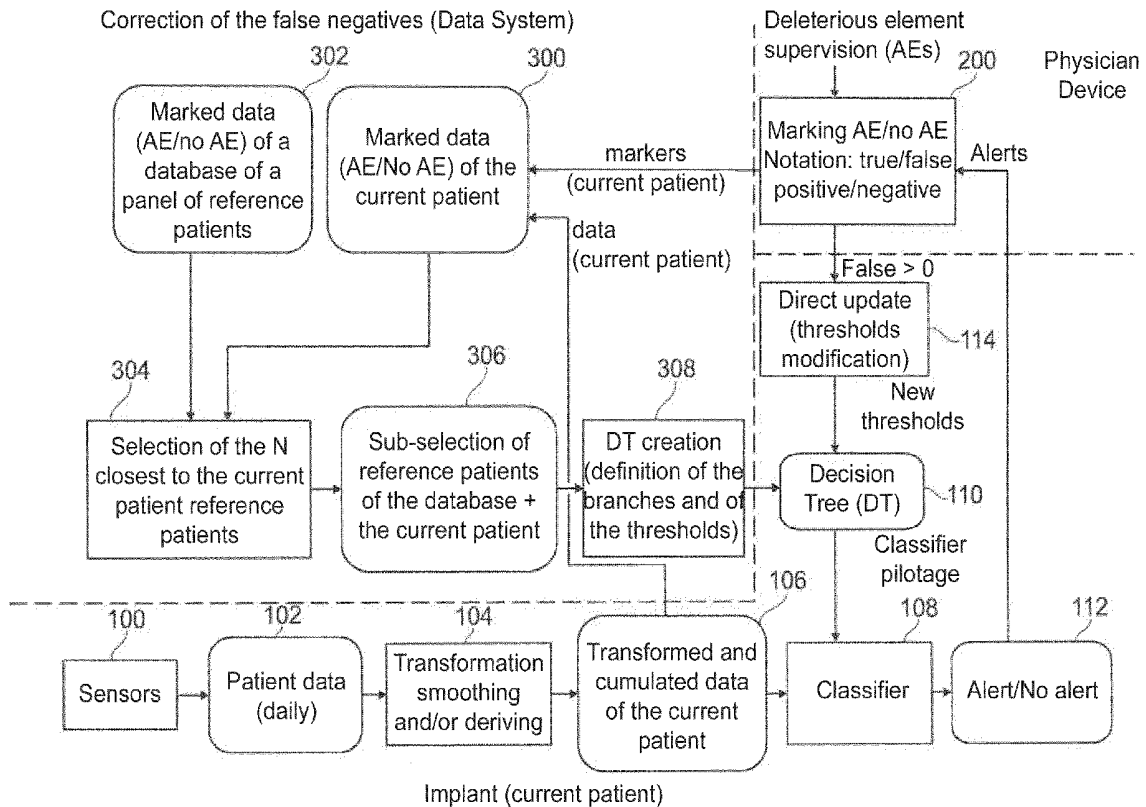 Correction of the false negatives (Data System)
302
300
Marked data
(AE/no AE) of a
database of a
panel of reference
patients
Marked data
(AE/No AE) of the
current patient
markers
(current patient)
data
(current patient)
Deleterious element
supervision (AEs)
200
Physician
Device
Marking AE/no AE
Notation: true/false
positive/negative
Alerts
False > 0
Direct update
(thresholds
modification)
114
New
thresholds
304
306
308
Selection of the N
closest to the current
patient reference
patients
Sub-selection of
reference patients
of the database +
the current patient
DT creation
(definition of the
branches and of
the thresholds)
Decision
Tree (DT)
110
Classifier
pilotage
100
102
104
106
108
112
Sensors
Patient data
(daily)
Transformation
smoothing
and/or deriving
Transformed and
cumulated data
of the current
patient
Classifier
Alert/No alert
Implant (current patient)